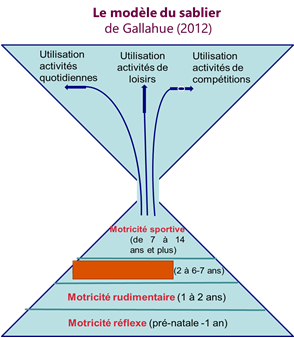 Le modèle du sablier
de Gallahue (2012)
Utilisation
activités
quotidiennes
Utilisation
activités de
loisirs
Utilisation
activités de
compétitions
Motricité sportive
(de 7 à 14
ans et plus)
(2 à 6-7 ans)
Motricité rudimentaire (1 à 2 ans)
Motricité réflexe (pré-natale -1 an)